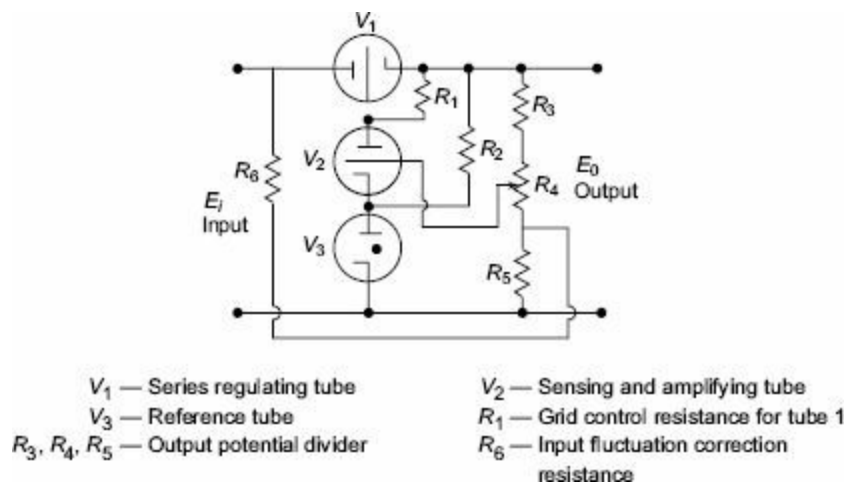 V1
R1
R3
R6
V2
R2
E0
R4
Output
Ei
Input
V3
R5
V1 — Series regulating tube
V2 — Sensing and amplifying tube
V3 — Reference tube
R1 — Grid control resistance for tube 1
R3, R4, R5 — Output potential divider
R6 — Input fluctuation correction
resistance